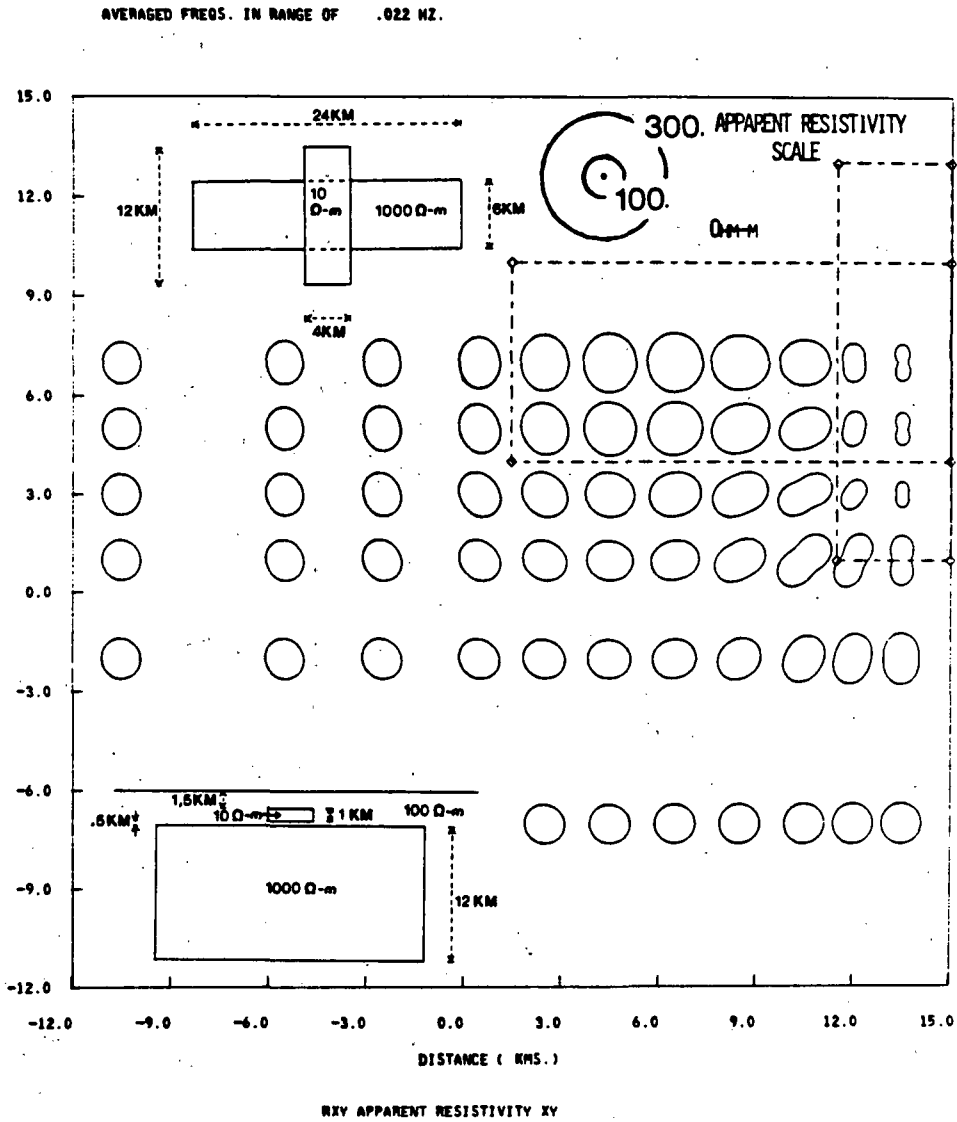 AVERAGED FREQS. IN RANGE OF .022 HZ.
15.0
24KM
300. APPARENT RESISTIVITY
SCALE
12.0
12KM
10
Ω-m
1000 Ω-m
6KM
100.
OHM-M
9.0
4KM
6.0
3.0
0.0
-3.0
-6.0
1,5KM
10Ω-m
1 KM
100 Ω-m
.5KM
1000 Ω-m
-9.0
12 KM
-12.0
-12.0 -9.0 -6.0 -3.0 0.0 3.0 6.0 9.0 12.0 15.0
DISTANCE ( KMS.)
RXY APPARENT RESISTIVITY XY